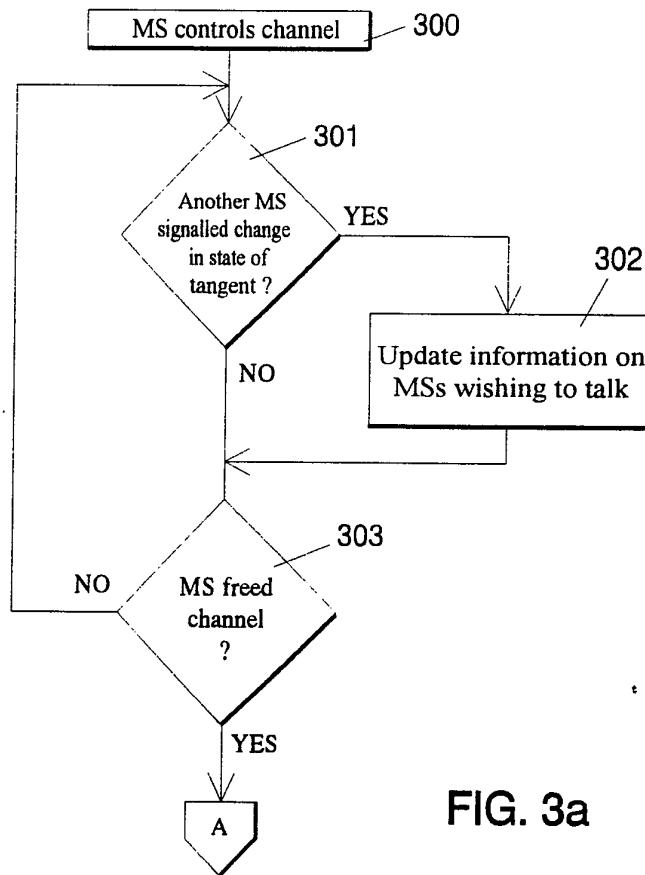 MS controls channel
300
301
Another MS
signalled change
in state of
tangent ?
YES
302
Update information on
MSs wishing to talk
NO
303
NO
MS freed
channel
?
YES
A
FIG. 3a